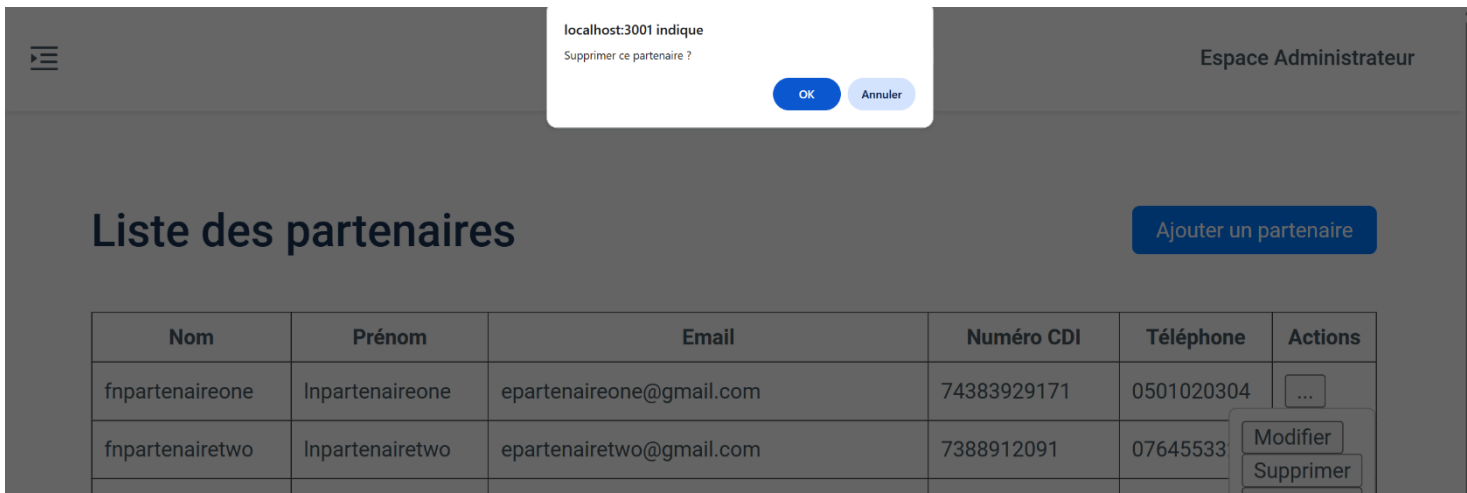 localhost:3001 indique
Supprimer ce partenaire ?
OK Annuler
Espace Administrateur
Liste des partenaires
Ajouter un partenaire
Nom Prénom Email Numéro CDI Téléphone Actions
fnpartenaireone lnpartenaireone epartenaireone@gmail.com 74383929171 0501020304 ...
fnpartenairetwo lnpartenairetwo epartenairetwo@gmail.com 7388912091 07645533
Modifier
Supprimer